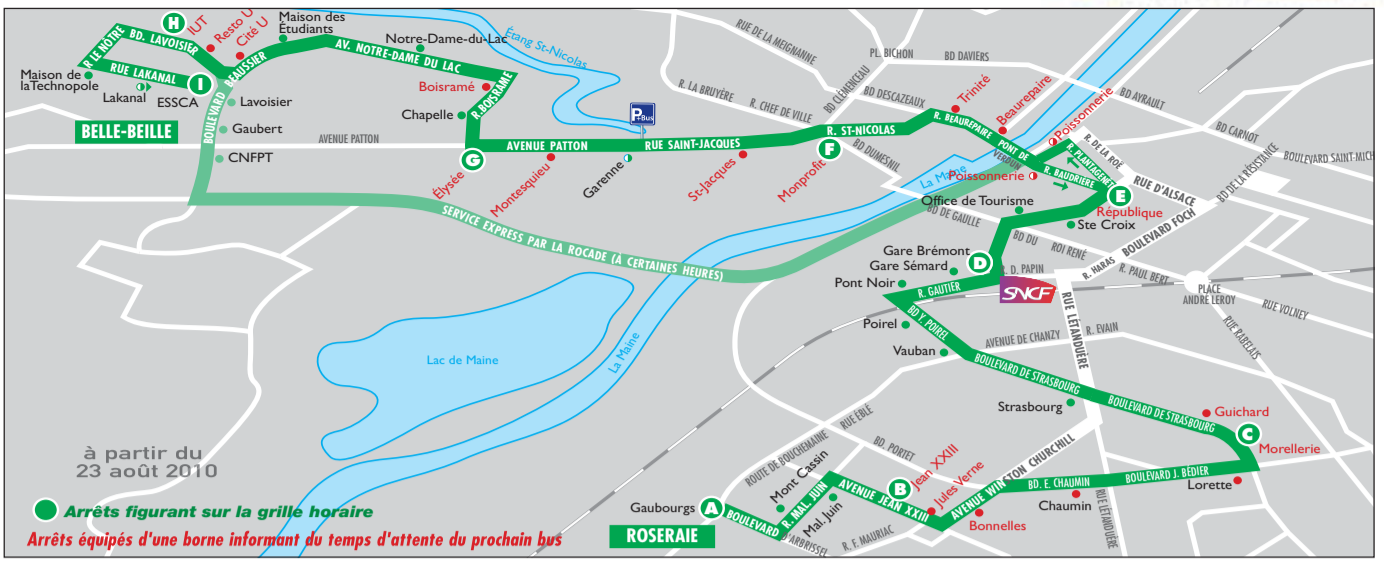 H
IUT
Resto U
Cité U
Maison des
Étudiants
Notre-Dame-du-Lac
Étang St-Nicolas
R LE NÔTRE
BD. LAVOISIER
BEAUSSIER
AV. NOTRE-DAME DU LAC
RUE LAKANAL
I
Maison de
laTechnopole
Lakanal
ESSCA
BOULEVARD
Lavoisier
Boisramé
R.BOISRAME
Chapelle
BELLE-BEILLE
Gaubert
CNFPT
AVENUE PATTON
G
Élysée
AVENUE PATTON
Montesquieu
P
+Bus
RUE SAINT-JACQUES
Garenne
St-Jacques
R. ST-NICOLAS
F
Monprofit
RUE DE LA MEIGNANNE
PL. BICHON
BD DAVIERS
R. LA BRUYÈRE
R. CHEF DE VILLE
BD CLÉMENCEAU
BD DESCAZEAUX
BD DUMESNIL
BD AYRAULT
BD CARNOT
BOULEVARD SAINT-MICH
BD DE LA RÉSISTANCE
Trinité
Beaurepaire
Poissonnerie
R. BEAUREPAIRE
PONT DE
VERDUN
R. DE LA ROË
R. PLANTAGENET
Poissonnerie
R. BAUDRIERE
E
République
RUE D'ALSACE
La Maine
Office de Tourisme
Ste Croix
BD DE GAULLE
BD DU
ROI RENÉ
R. HARAS
BOULEVARD FOCH
R. PAUL BERT
SERVICE EXPRESS PAR LA ROCADE (À CERTAINES HEURES)
Gare Brémont
Gare Sémard
D
R. D. PAPIN
Pont Noir
R. GAUTIER
SNCF
PLACE
ANDRÉ LEROY
RUE VOLNEY
RUE RABELAIS
Poirel
BD Y. POIREL
Vauban
AVENUE DE CHANZY
R. EVAIN
RUE LÉTANDUÈRE
Lac de Maine
La Maine
BOULEVARD DE STRASBOURG
BOULEVARD DE STRASBOURG
Strasbourg
Guichard
C
Morellerie
RUE EBLÉ
ROUTE DE BOUCHEMAINE
BD. PORTET
AVENUE WINSTON CHURCHILL
BD. E. CHAUMIN
BOULEVARD J. BÉDIER
Lorette
Chaumin
RUE LÉTANDUÈRE
Mont Cassin
B
Jean XXIII
Jules Verne
Bonnelles
AVENUE JEAN XXIII
R. MAL. JUIN
Mal. Juin
R. F. MAURIAC
Gaubourgs
A
BOULEVARD
D'ARBRISSEL
ROSERAIE
à partir du
23 août 2010
Arrêts figurant sur la grille horaire
Arrêts équipés d'une borne informant du temps d'attente du prochain bus